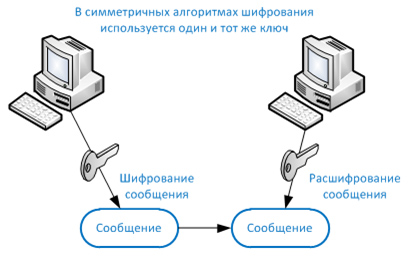 В симметричных алгоритмах шифрования
используется один и тот же ключ
Шифрование
сообщения
Расшифрование
сообщения
Сообщение
Сообщение